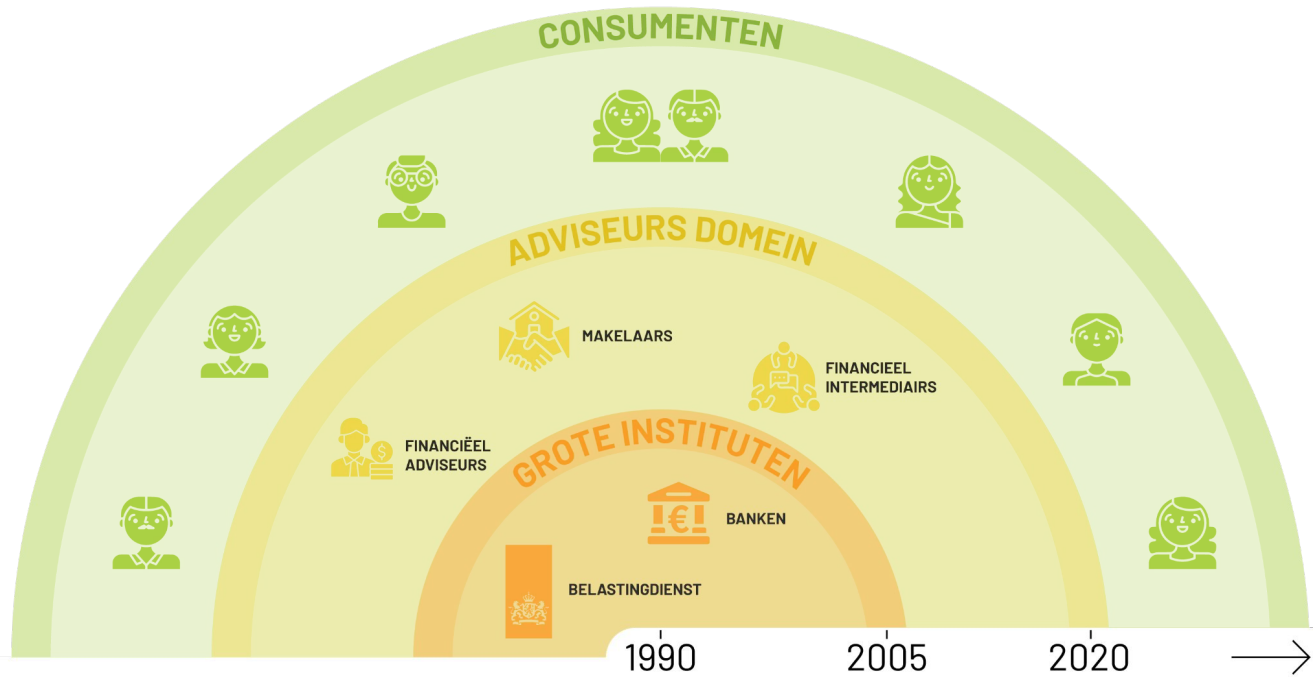 CONSUMENTEN
ADVISEURS DOMEIN
MAKELAARS
FINANCIEEL
INTERMEDIAIRS
FINANCIËEL
ADVISEURS
GROTE INSTITUTEN
BANKEN
BELASTINGDIENST
1990
2005
2020